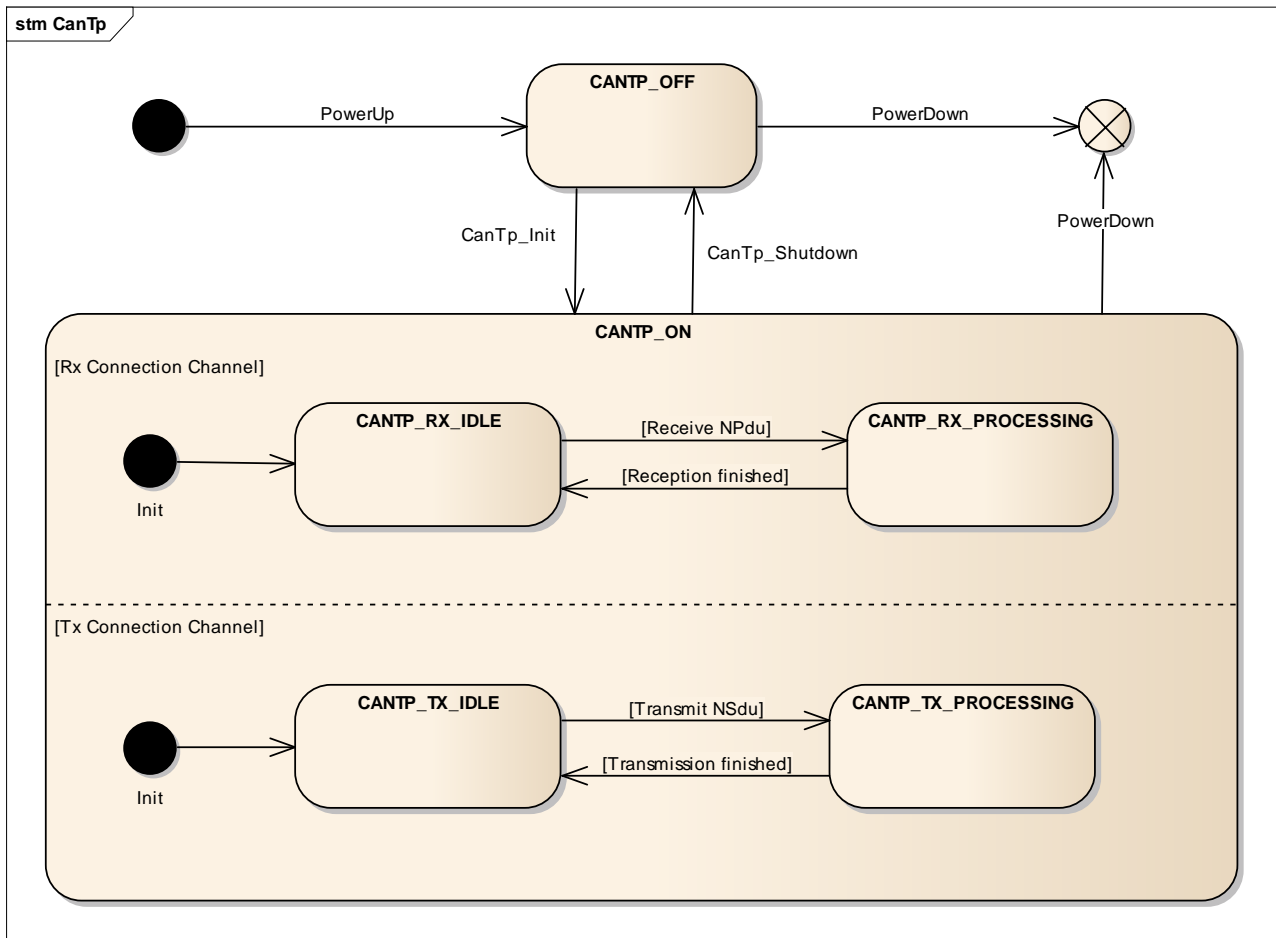 stm CanTp
CANTP_OFF
PowerUp
PowerDown
CanTp_Init
CanTp_Shutdown
PowerDown
CANTP_ON
[Rx Connection Channel]
CANTP_RX_IDLE
[Receive NPdu]
CANTP_RX_PROCESSING
[Reception finished]
Init
[Tx Connection Channel]
CANTP_TX_IDLE
[Transmit NSdu]
CANTP_TX_PROCESSING
[Transmission finished]
Init